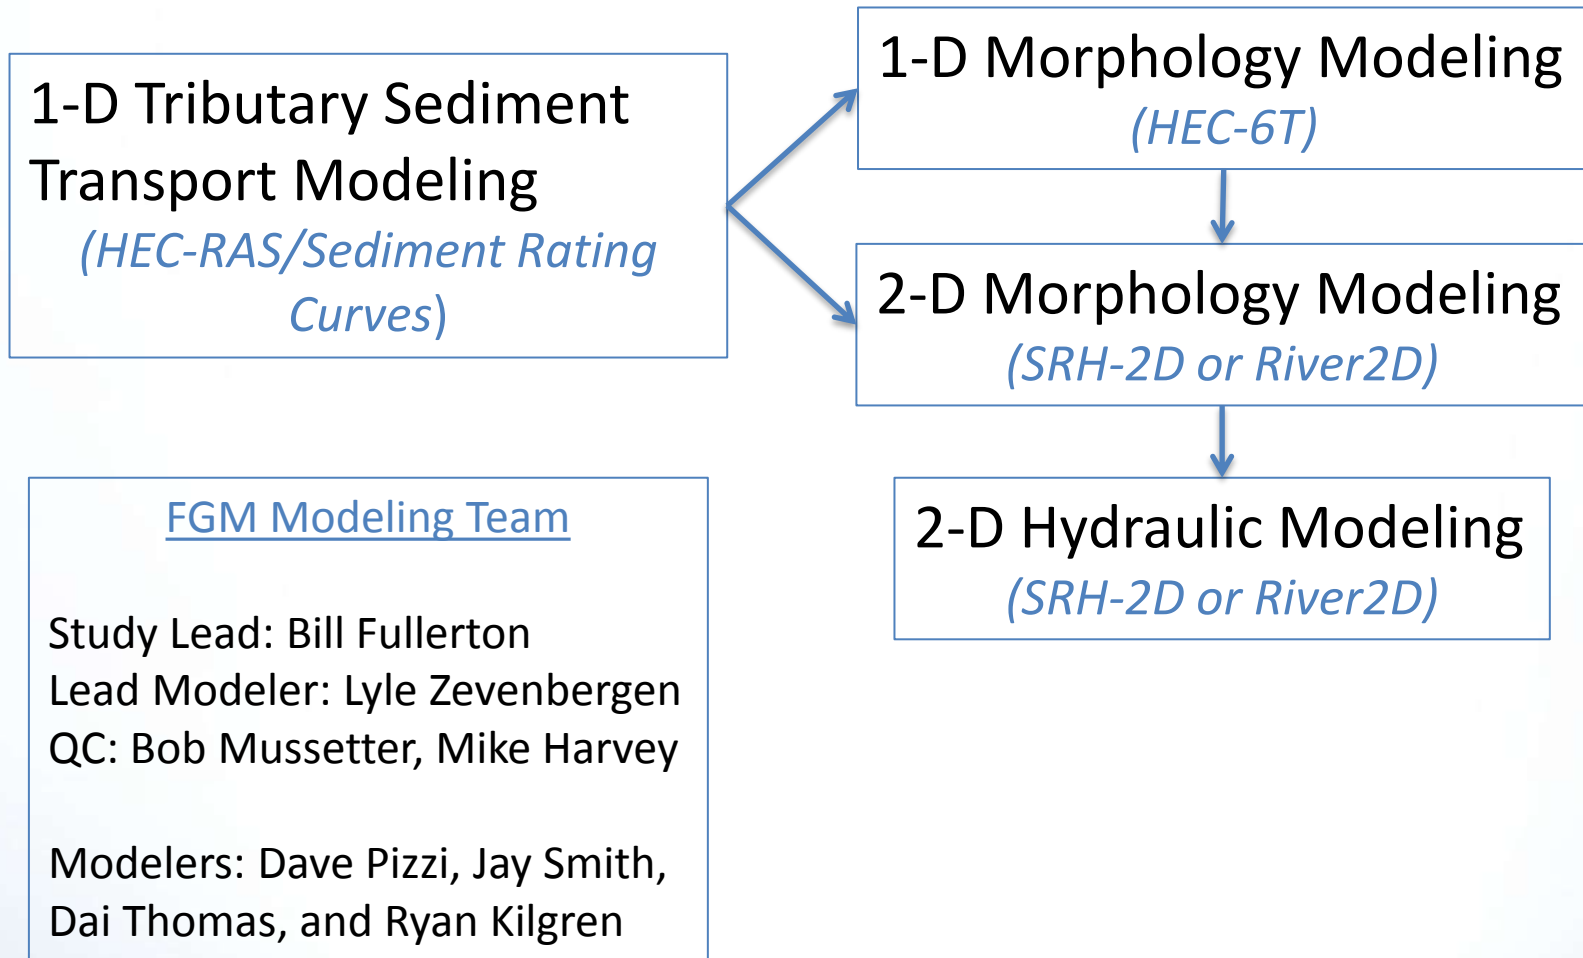 1-D Tributary Sediment
Transport Modeling
(HEC-RAS/Sediment Rating
Curves)
1-D Morphology Modeling
(HEC-6T)
2-D Morphology Modeling
(SRH-2D or River2D)
2-D Hydraulic Modeling
(SRH-2D or River2D)
FGM Modeling Team
Study Lead: Bill Fullerton
Lead Modeler: Lyle Zevenbergen
QC: Bob Mussetter, Mike Harvey
Modelers: Dave Pizzi, Jay Smith,
Dai Thomas, and Ryan Kilgren